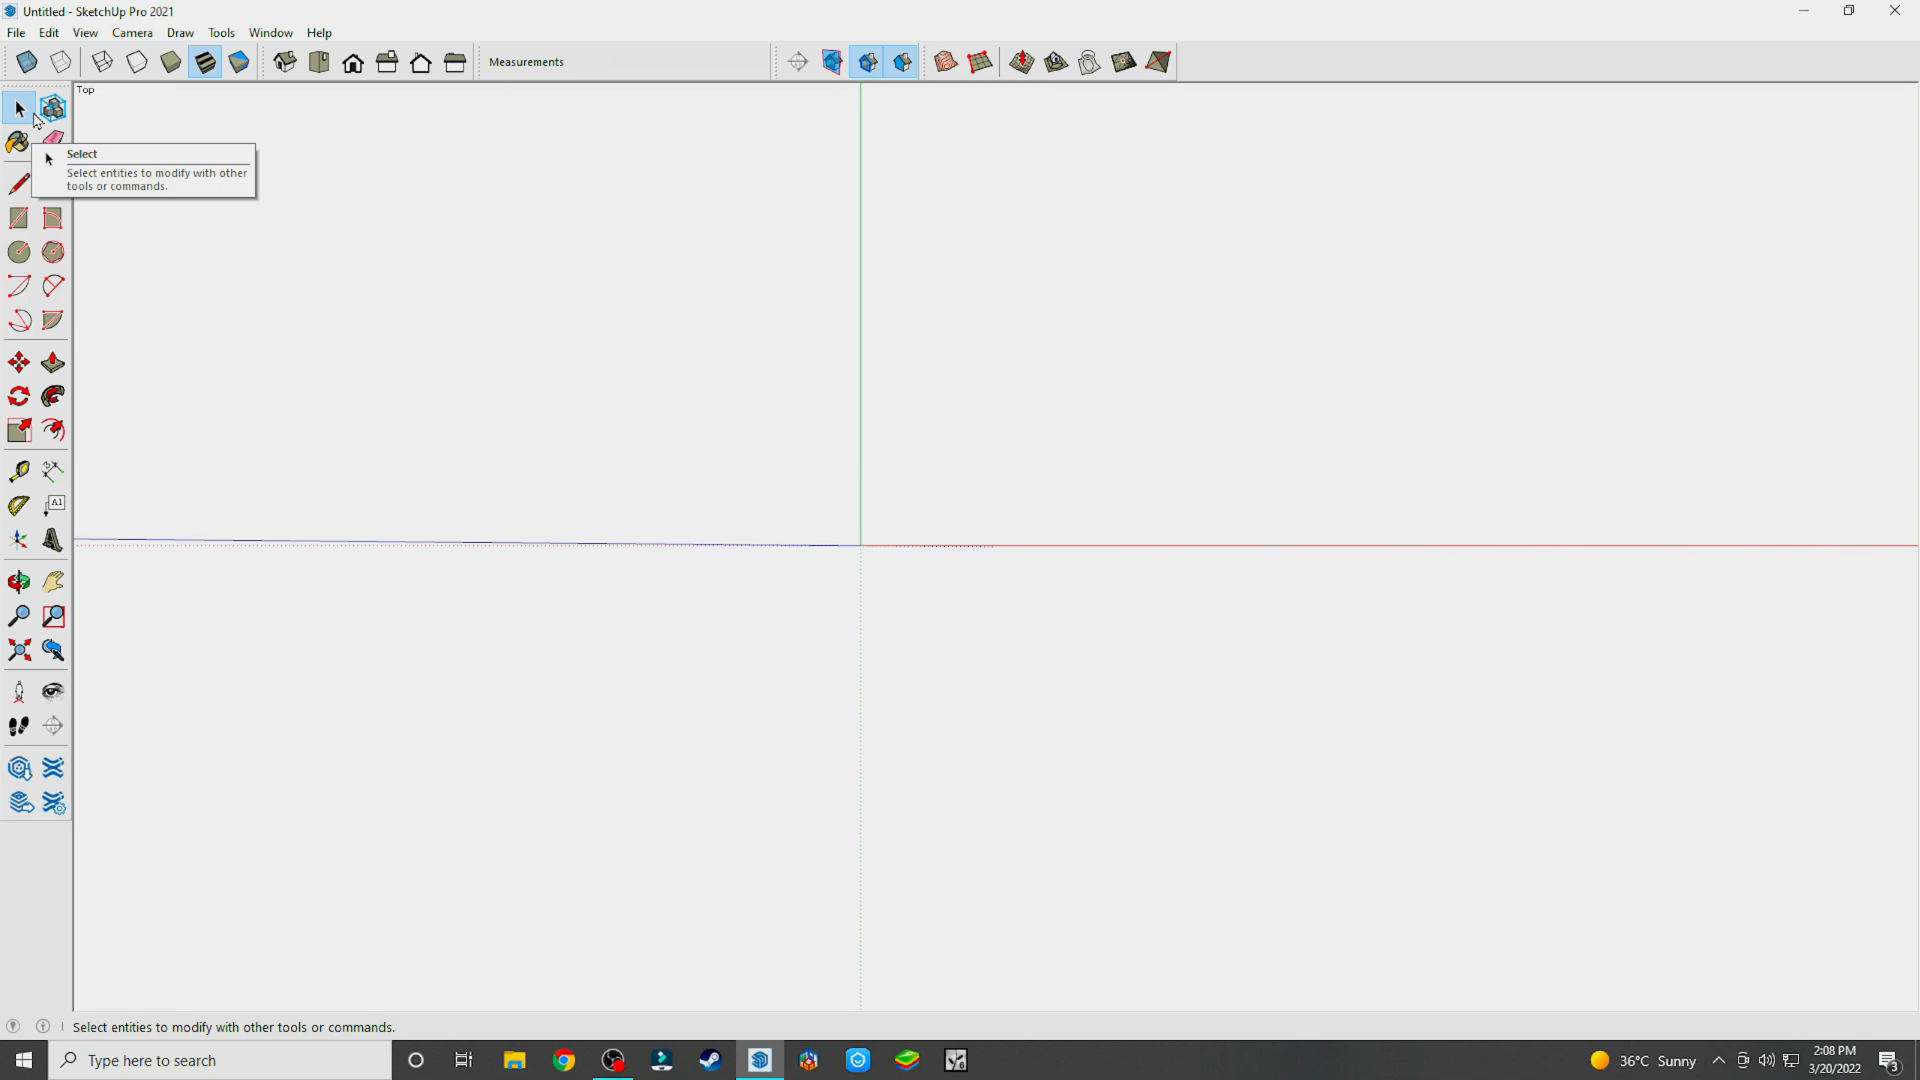 Untitled - SketchUp Pro 2021
File Edit View Camera Draw Tools Window Help
Measurements
Top
Select
Select entities to modify with other
tools or commands.
A1
Select entities to modify with other tools or commands.
Type here to search
36°C Sunny
2:08 PM
3/20/2022
3